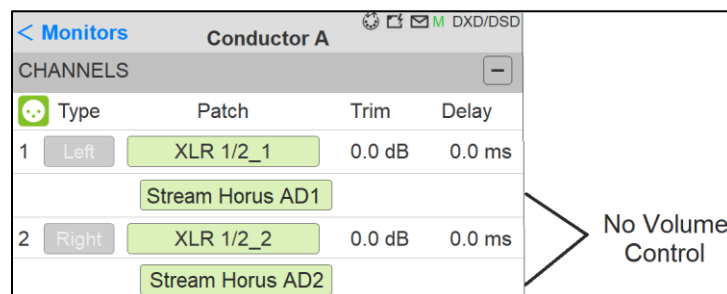 < Monitors Conductor A M DXD/DSD
CHANNELS −
Type Patch Trim Delay
1 Left XLR 1/2_1 0.0 dB 0.0 ms
Stream Horus AD1
2 Right XLR 1/2_2 0.0 dB 0.0 ms
Stream Horus AD2
No Volume
Control